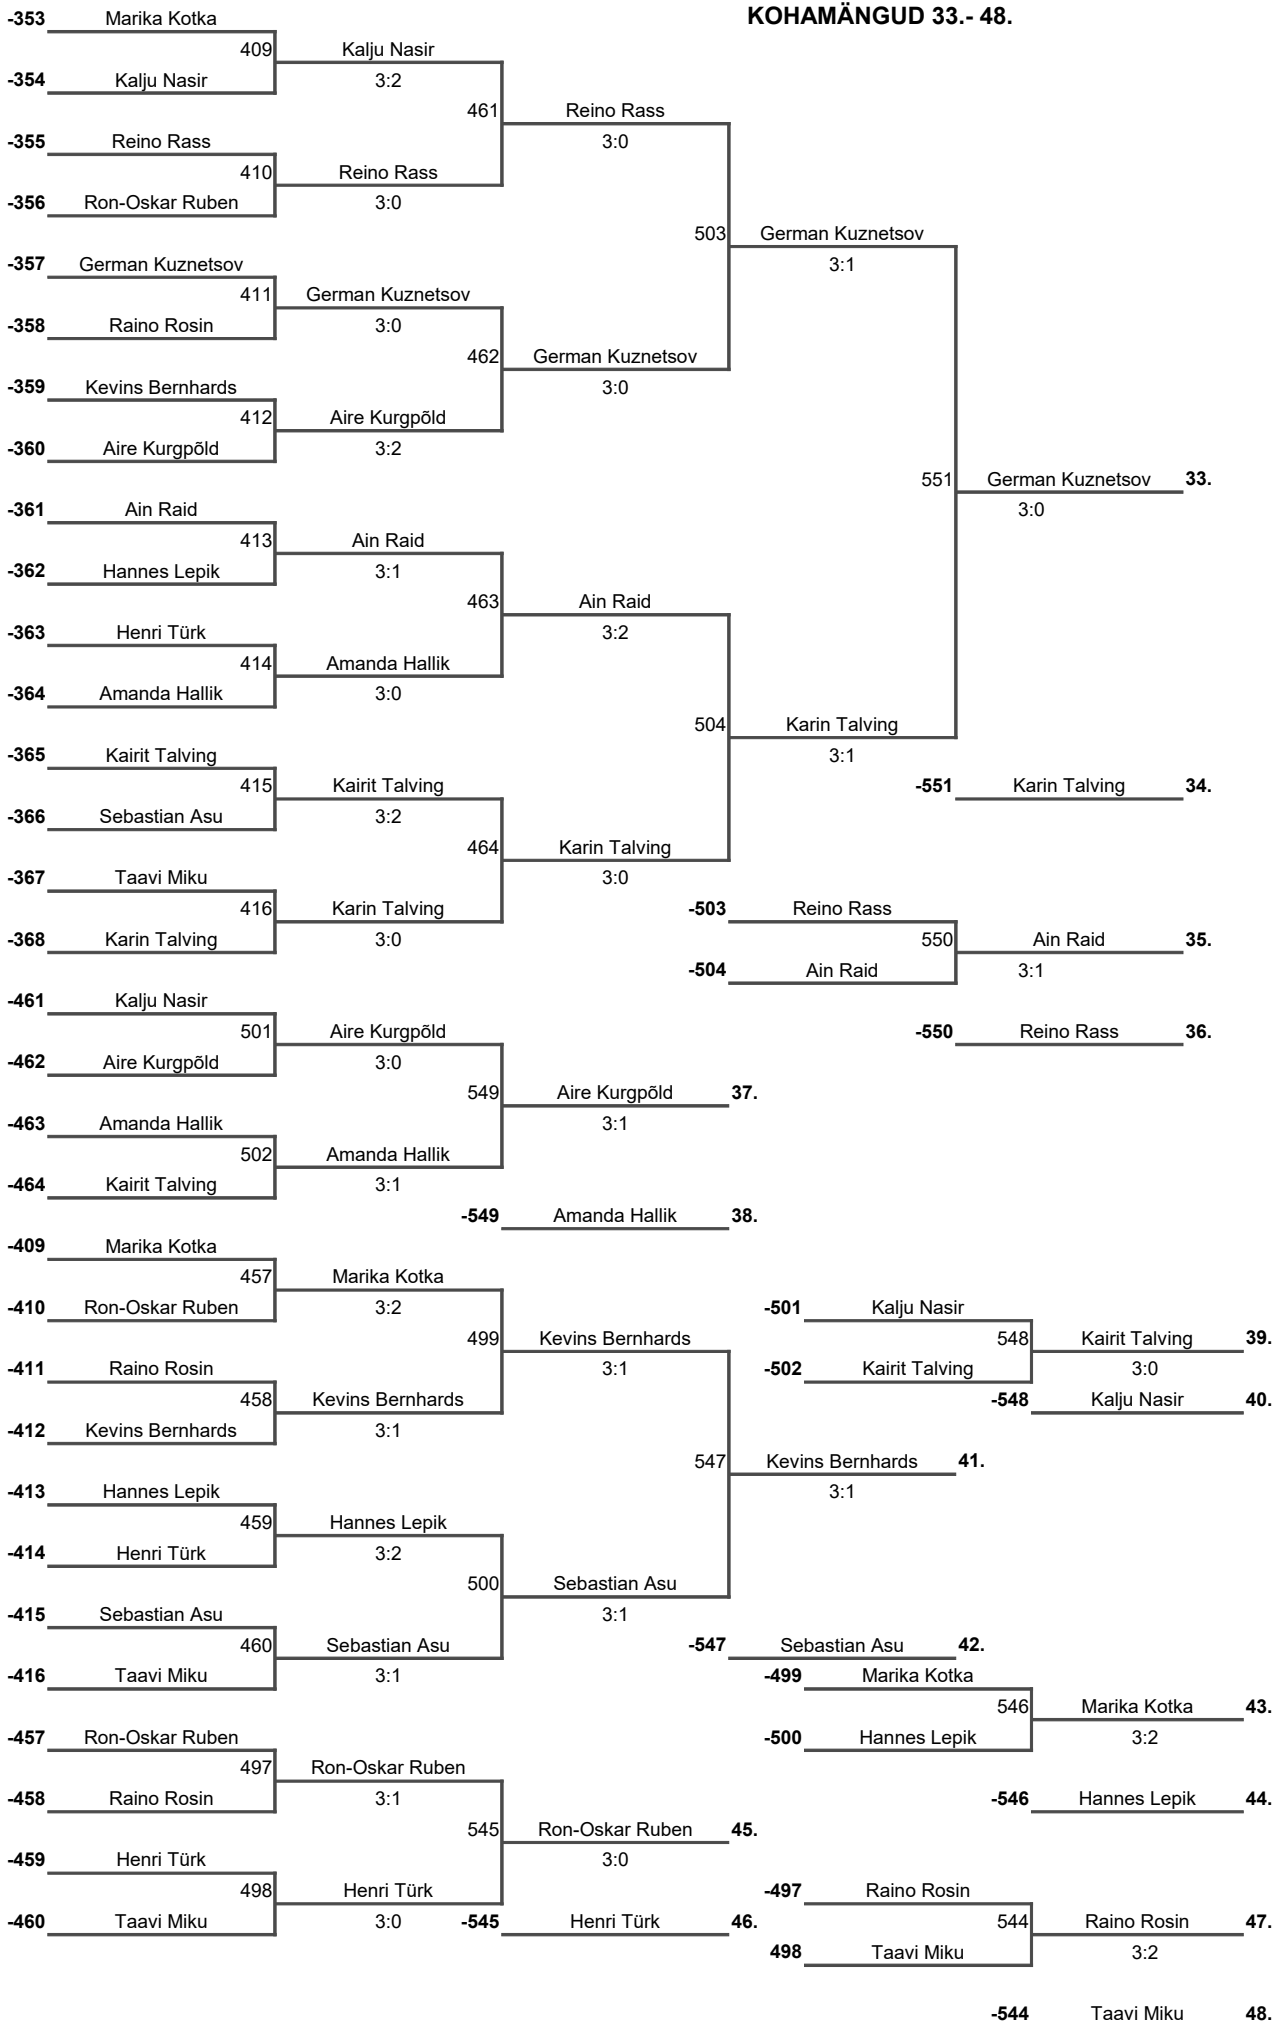 KOHAMÄNGUD 33.- 48.
-353 Marika Kotka
409 Kalju Nasir
-354 Kalju Nasir 3:2
461 Reino Rass
-355 Reino Rass 3:0
410 Reino Rass
-356 Ron-Oskar Ruben 3:0
503 German Kuznetsov
-357 German Kuznetsov 3:1
411 German Kuznetsov
-358 Raino Rosin 3:0
462 German Kuznetsov
-359 Kevins Bernhards 3:0
412 Aire Kurgpõld
-360 Aire Kurgpõld 3:2
551 German Kuznetsov 33.
-361 Ain Raid 3:0
413 Ain Raid
-362 Hannes Lepik 3:1
463 Ain Raid
-363 Henri Türk 3:2
414 Amanda Hallik
-364 Amanda Hallik 3:0
504 Karin Talving
-365 Kairit Talving 3:1
415 Kairit Talving -551 Karin Talving 34.
-366 Sebastian Asu 3:2
464 Karin Talving
-367 Taavi Miku 3:0
416 Karin Talving -503 Reino Rass
-368 Karin Talving 3:0 550 Ain Raid 35.
-504 Ain Raid 3:1
-461 Kalju Nasir
501 Aire Kurgpõld -550 Reino Rass 36.
-462 Aire Kurgpõld 3:0
549 Aire Kurgpõld 37.
-463 Amanda Hallik 3:1
502 Amanda Hallik
-464 Kairit Talving 3:1
-549 Amanda Hallik 38.
-409 Marika Kotka
457 Marika Kotka
-410 Ron-Oskar Ruben 3:2 -501 Kalju Nasir
499 Kevins Bernhards 548 Kairit Talving 39.
-411 Raino Rosin 3:1 -502 Kairit Talving 3:0
458 Kevins Bernhards -548 Kalju Nasir 40.
-412 Kevins Bernhards 3:1
547 Kevins Bernhards 41.
-413 Hannes Lepik 3:1
459 Hannes Lepik
-414 Henri Türk 3:2
500 Sebastian Asu
-415 Sebastian Asu 3:1
460 Sebastian Asu -547 Sebastian Asu 42.
-416 Taavi Miku 3:1 -499 Marika Kotka
546 Marika Kotka 43.
-457 Ron-Oskar Ruben -500 Hannes Lepik 3:2
497 Ron-Oskar Ruben
-458 Raino Rosin 3:1 -546 Hannes Lepik 44.
545 Ron-Oskar Ruben 45.
-459 Henri Türk 3:0
498 Henri Türk -497 Raino Rosin
-460 Taavi Miku 3:0 -545 Henri Türk 46. 544 Raino Rosin 47.
498 Taavi Miku 3:2
-544 Taavi Miku 48.